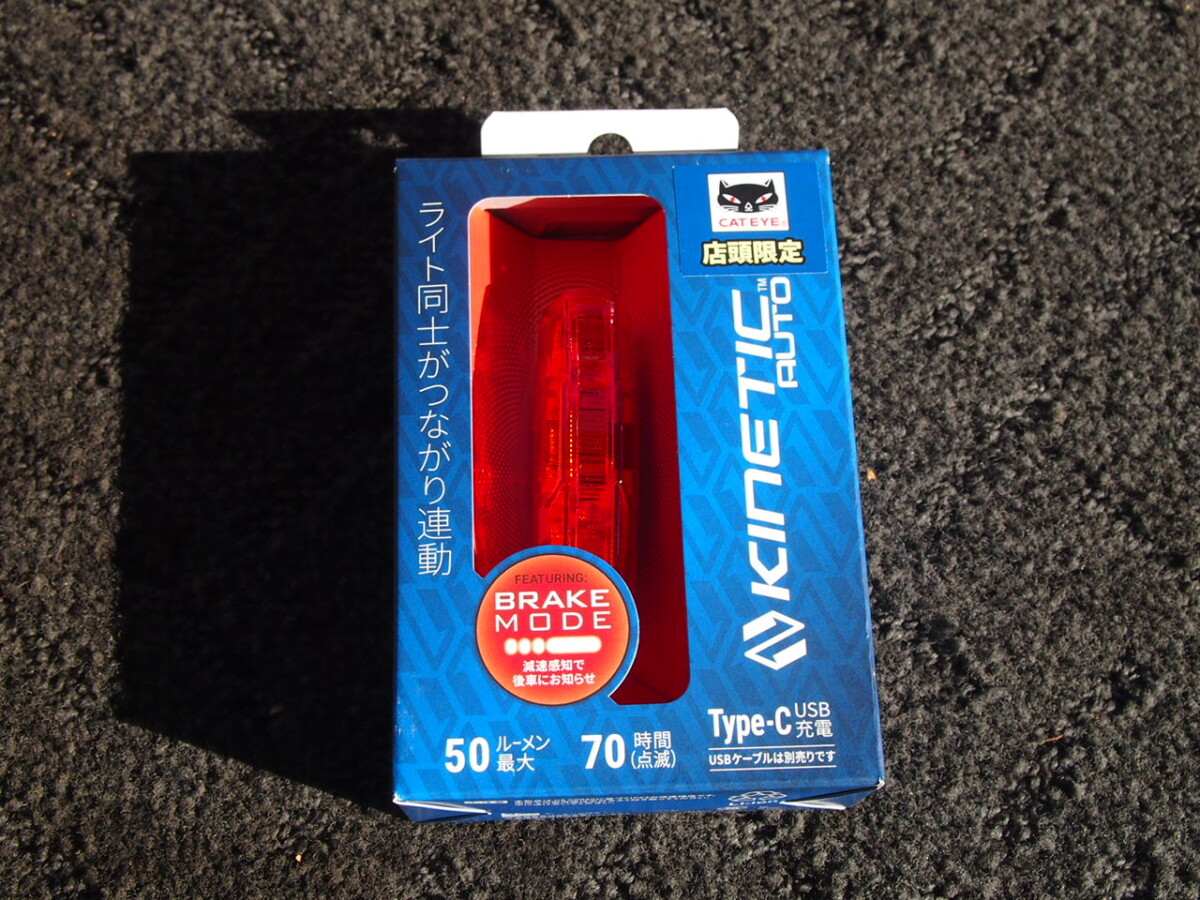 CAT EYE®
店頭限定
ライト同士がつながり連動
KINETIC™
AUTO
FEATURING:
BRAKE
MODE
減速感知で
後車にお知らせ
50 ルーメン
最大
70 時間
(点滅)
Type-C USB
充電
USBケーブルは別売りです